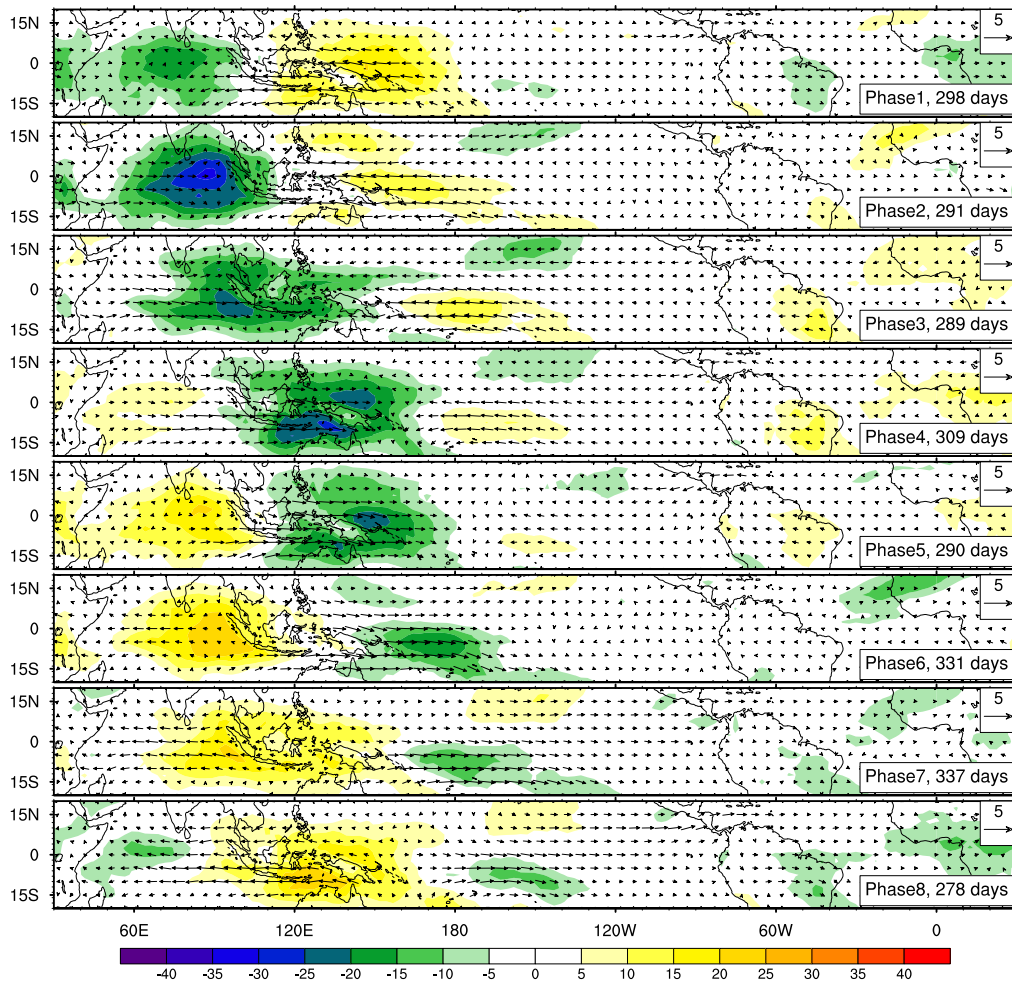 15N
0
15S
5
Phase1, 298 days
15N
0
15S
5
Phase2, 291 days
15N
0
15S
5
Phase3, 289 days
15N
0
15S
5
Phase4, 309 days
15N
0
15S
5
Phase5, 290 days
15N
0
15S
5
Phase6, 331 days
15N
0
15S
5
Phase7, 337 days
15N
0
15S
5
Phase8, 278 days
60E 120E 180 120W 60W 0
-40 -35 -30 -25 -20 -15 -10 -5 0 5 10 15 20 25 30 35 40